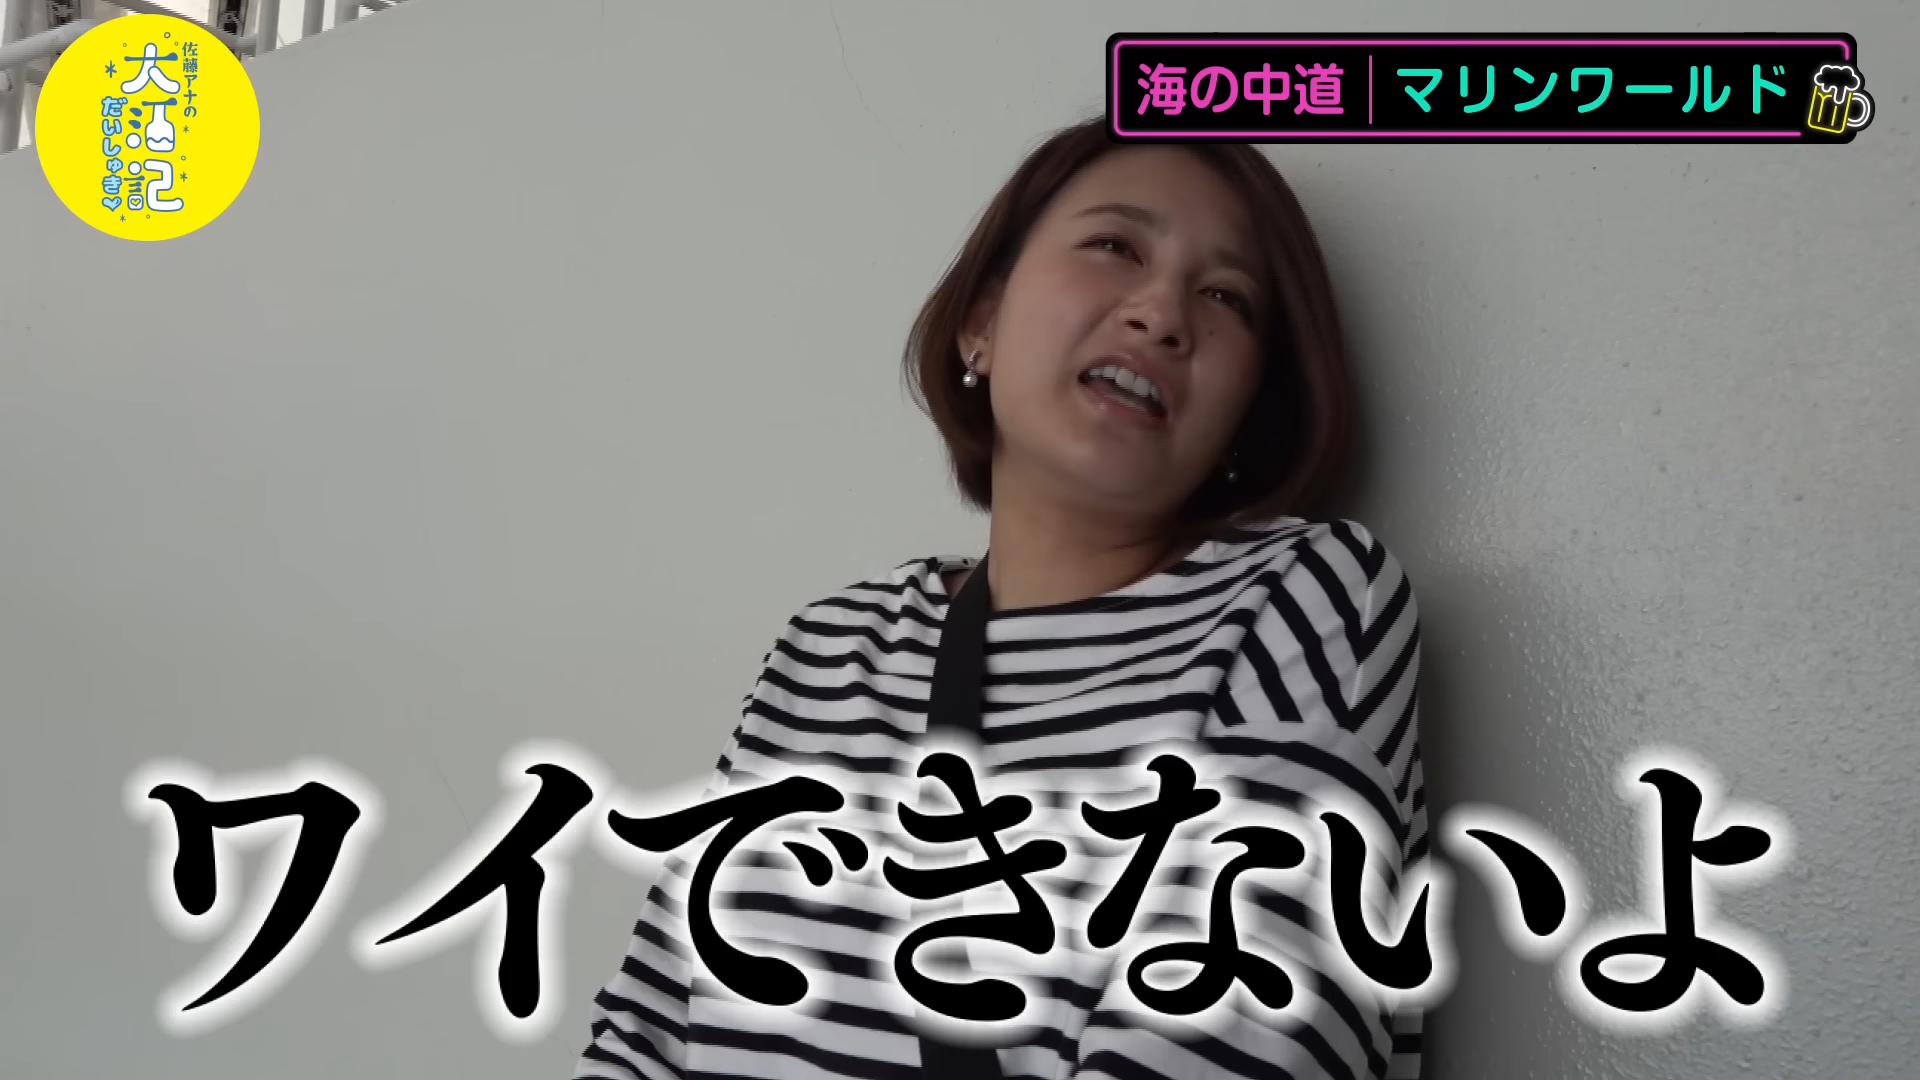 佐藤アナの
大酒記
だいしゅき♡
海の中道|マリンワールド
ワイできないよ